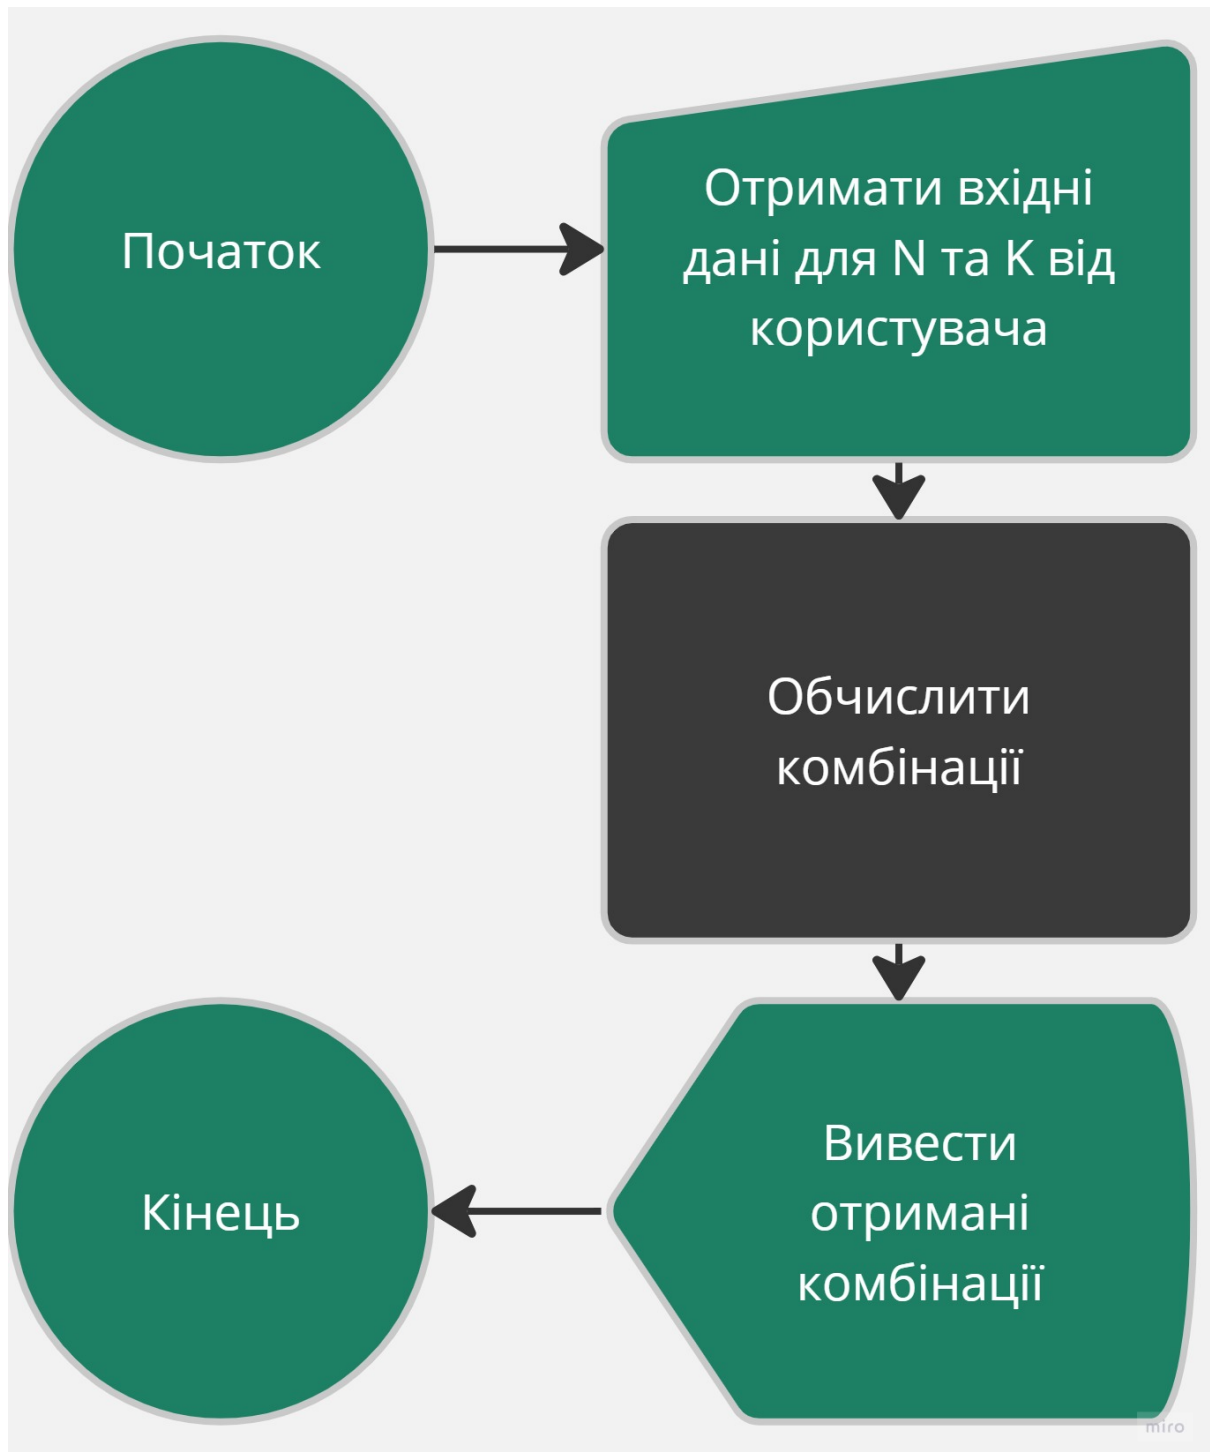 Початок
Отримати вхідні
дані для N та K від
користувача
Обчислити
комбінації
Вивести
отримані
комбінації
Кінець
miro